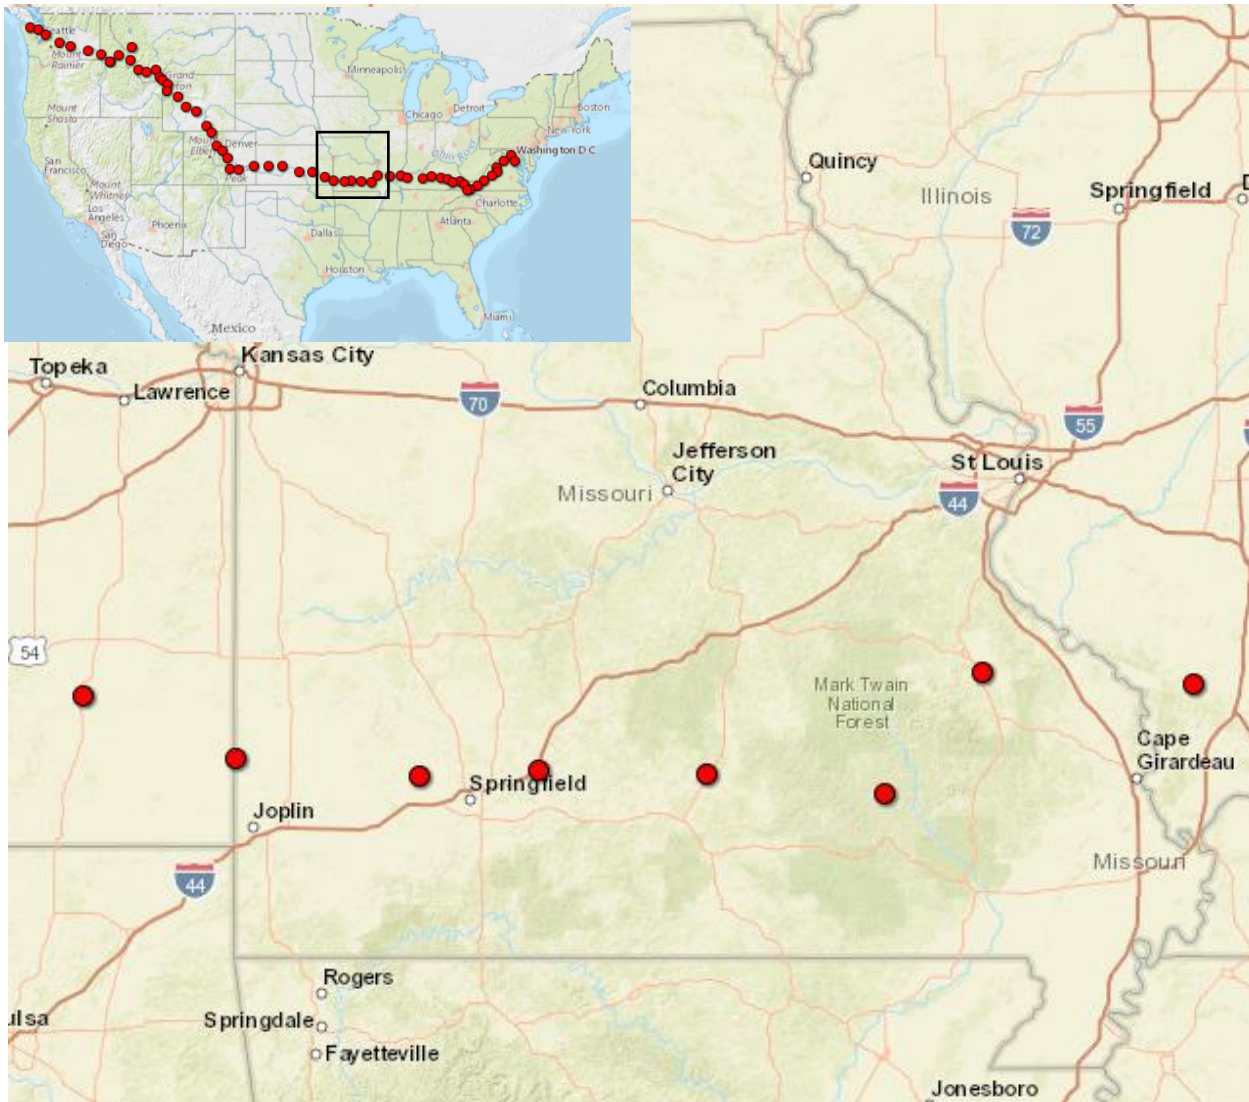 Seattle
Mount
Rainier
Minneapolis
Grand
Boston
Detroit
Chicago
New York
Mount
Shasta
Ohio River
Denver
Washington D C
San
Francisco
Peak
Mount
Whitney
Los
Angeles
Charlotte
Atlanta
Phoenix
San
Diego
Dallas
Houston
Miami
Mexico
Quincy
Illinois
Springfield
D
72
Topeka
Kansas City
Lawrence
70
Columbia
55
Jefferson
City
St Louis
Missouri
44
54
Mark Twain
National
Forest
Cape
Girardeau
Springfield
Joplin
44
Missouri
Rogers
ulsa
Springdale
Fayetteville
Jonesboro